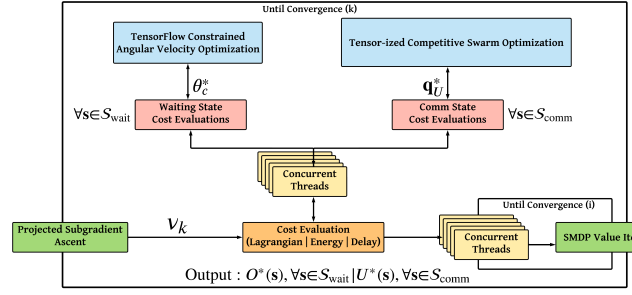 Until Convergence (k)
TensorFlow Constrained
Angular Velocity Optimization
Tensor-ized Competitive Swarm Optimization
θ*c
q*U
∀s∈𝒮wait
Waiting State
Cost Evaluations
Comm State
Cost Evaluations
∀s∈𝒮comm
Concurrent
Threads
Until Convergence (i)
Projected Subgradient
Ascent
νk
Cost Evaluation
(Lagrangian | Energy | Delay)
Concurrent
Threads
SMDP Value Ite
Output : O*(s), ∀s∈𝒮wait | U*(s), ∀s∈𝒮comm